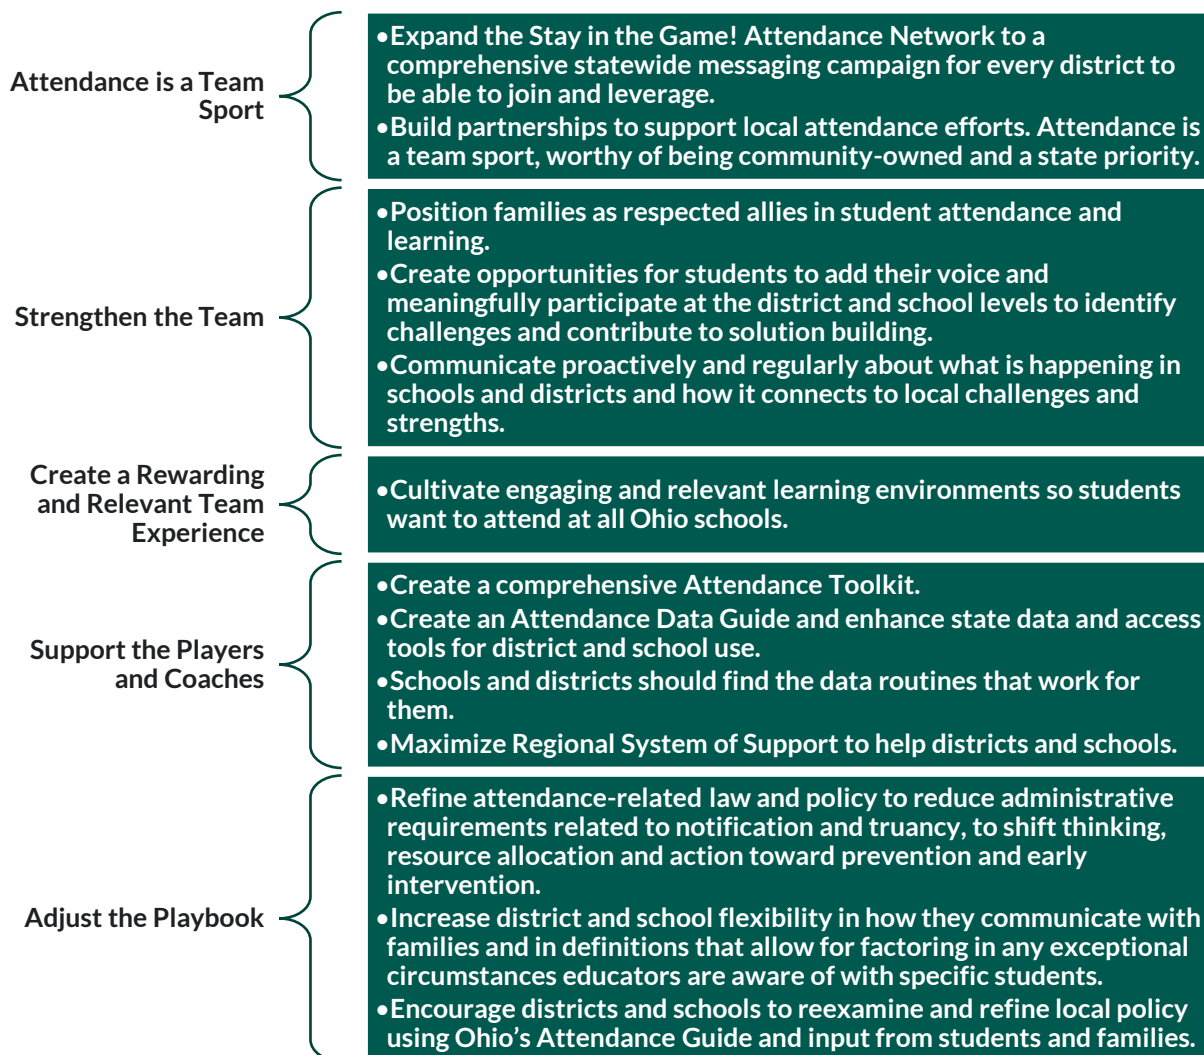 Attendance is a Team
Sport
•Expand the Stay in the Game! Attendance Network to a
comprehensive statewide messaging campaign for every district to
be able to join and leverage.
•Build partnerships to support local attendance efforts. Attendance is
a team sport, worthy of being community-owned and a state priority.
Strengthen the Team
•Position families as respected allies in student attendance and
learning.
•Create opportunities for students to add their voice and
meaningfully participate at the district and school levels to identify
challenges and contribute to solution building.
•Communicate proactively and regularly about what is happening in
schools and districts and how it connects to local challenges and
strengths.
Create a Rewarding
and Relevant Team
Experience
•Cultivate engaging and relevant learning environments so students
want to attend at all Ohio schools.
Support the Players
and Coaches
•Create a comprehensive Attendance Toolkit.
•Create an Attendance Data Guide and enhance state data and access
tools for district and school use.
•Schools and districts should find the data routines that work for
them.
•Maximize Regional System of Support to help districts and schools.
Adjust the Playbook
•Refine attendance-related law and policy to reduce administrative
requirements related to notification and truancy, to shift thinking,
resource allocation and action toward prevention and early
intervention.
•Increase district and school flexibility in how they communicate with
families and in definitions that allow for factoring in any exceptional
circumstances educators are aware of with specific students.
•Encourage districts and schools to reexamine and refine local policy
using Ohio’s Attendance Guide and input from students and families.